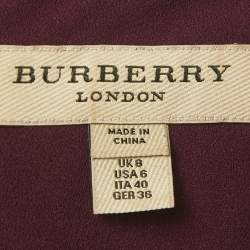 BURBERRY
LONDON
MADE IN
CHINA
UK 8
USA 6
ITA 40
GER 36